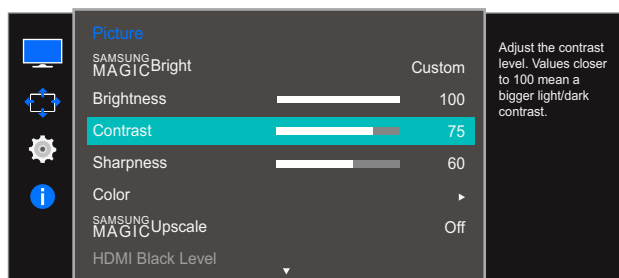 Picture
SAMSUNG
MAGICBright Custom
Brightness 100
Contrast 75
Sharpness 60
Color ▸
SAMSUNG
MAGICUpscale Off
HDMI Black Level
▼
Adjust the contrast
level. Values closer
to 100 mean a
bigger light/dark
contrast.
i